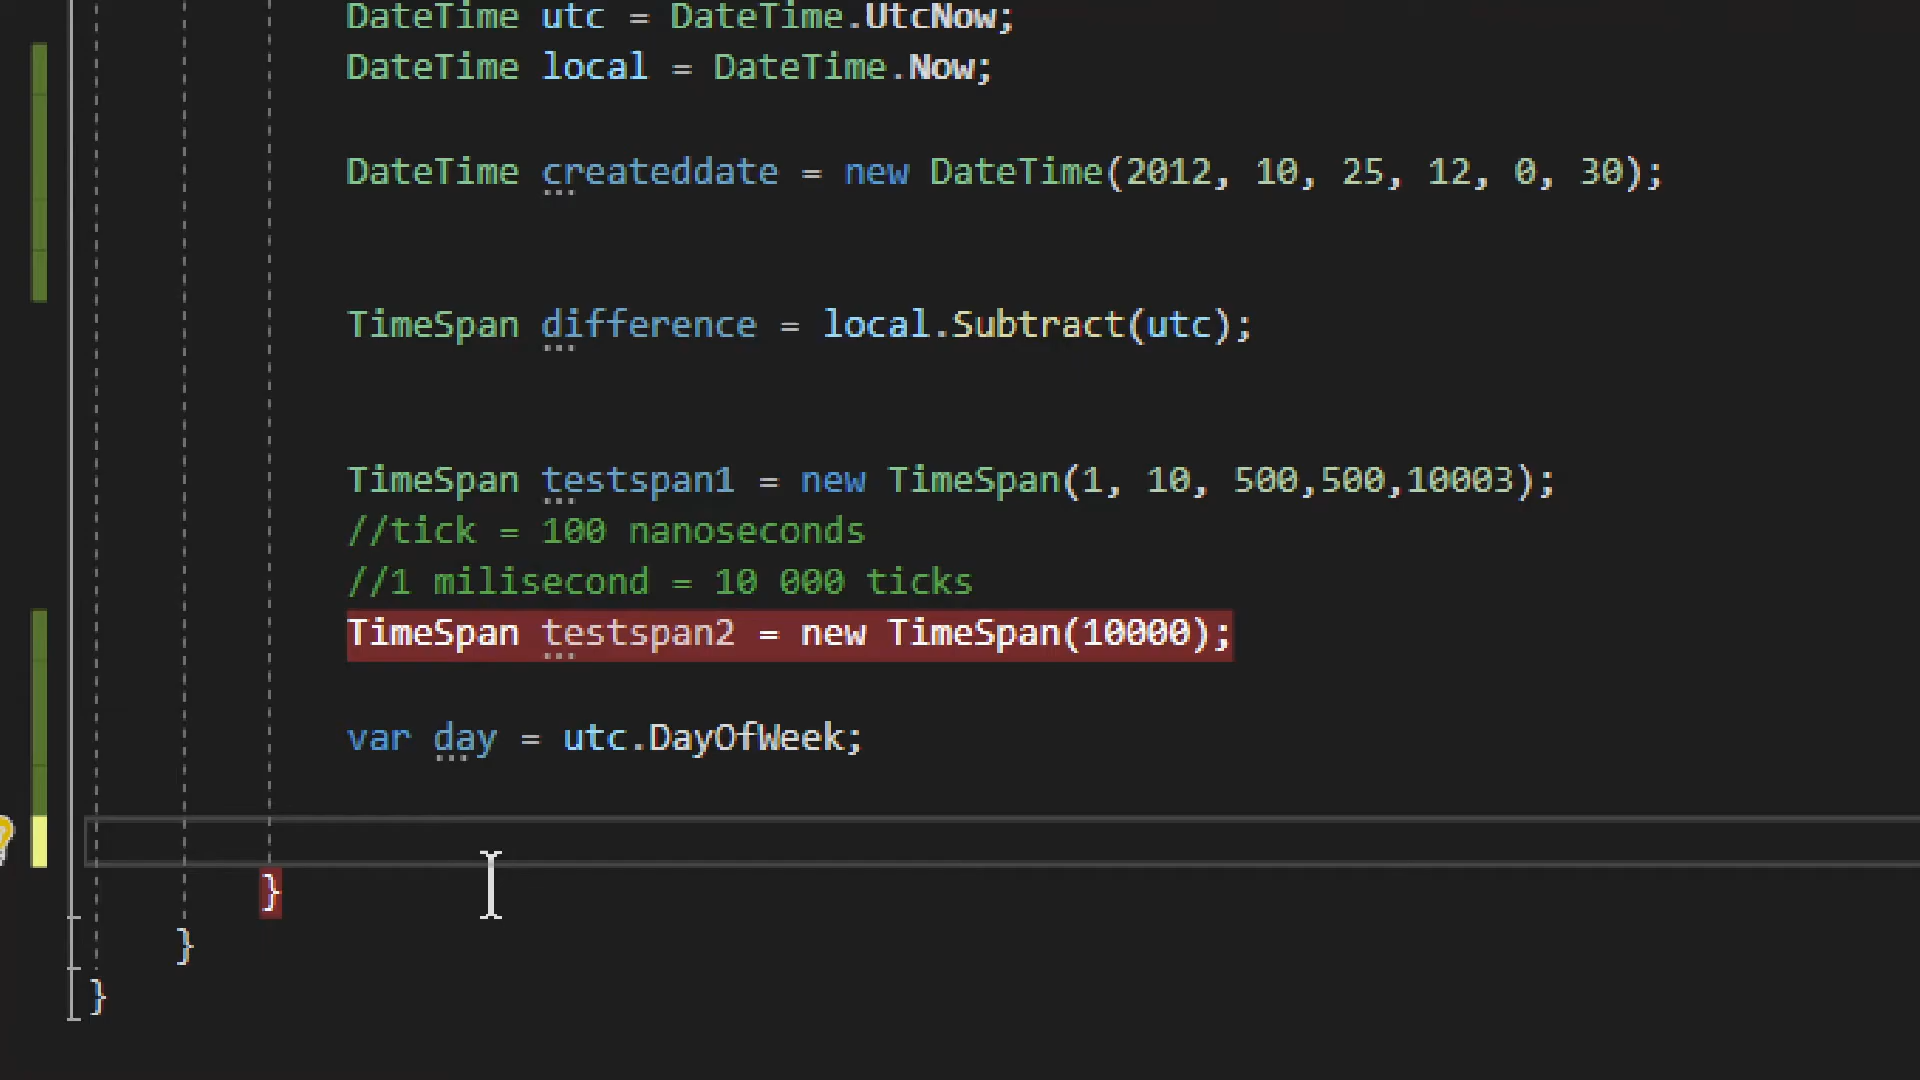 DateTime utc = DateTime.UtcNow;
DateTime local = DateTime.Now;
DateTime createddate = new DateTime(2012, 10, 25, 12, 0, 30);
TimeSpan difference = local.Subtract(utc);
TimeSpan testspan1 = new TimeSpan(1, 10, 500,500,10003);
//tick = 100 nanoseconds
//1 milisecond = 10 000 ticks
TimeSpan testspan2 = new TimeSpan(10000);
var day = utc.DayOfWeek;
}
}
}